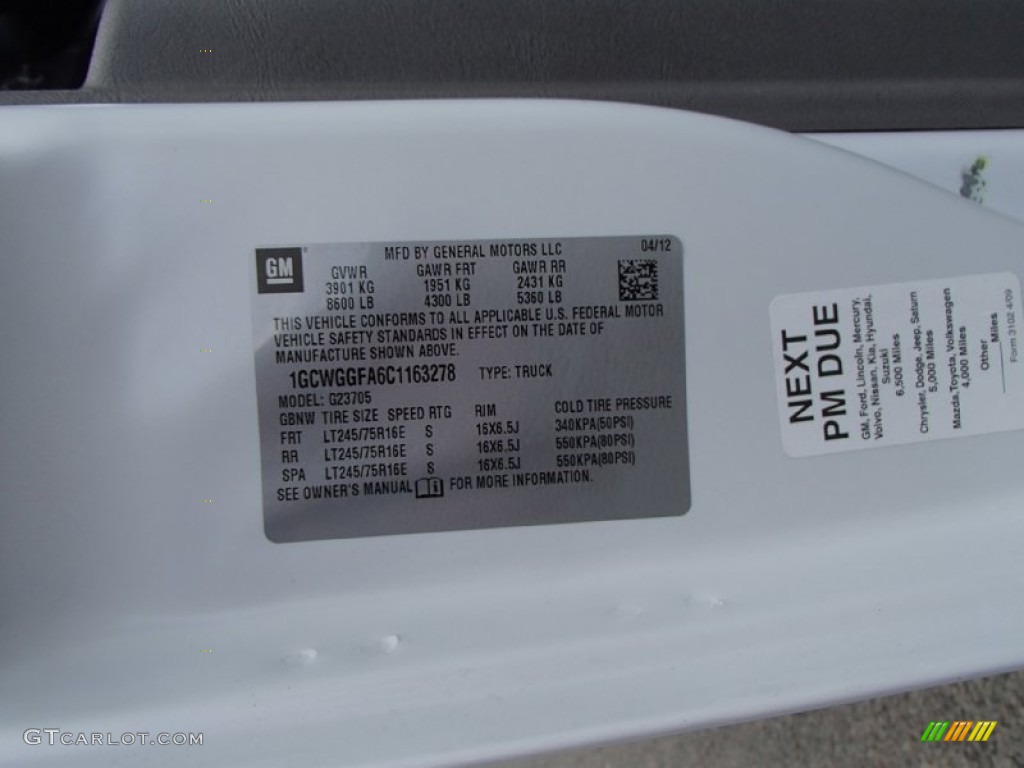 GM
MFD BY GENERAL MOTORS LLC 04/12
GVWR GAWR FRT GAWR RR
3901 KG 1951 KG 2431 KG
8600 LB 4300 LB 5360 LB
THIS VEHICLE CONFORMS TO ALL APPLICABLE U.S. FEDERAL MOTOR
VEHICLE SAFETY STANDARDS IN EFFECT ON THE DATE OF
MANUFACTURE SHOWN ABOVE.
1GCWGGFA6C1163278 TYPE: TRUCK
MODEL: G23705
GBNW TIRE SIZE SPEED RTG RIM COLD TIRE PRESSURE
FRT LT245/75R16E S 16X6.5J 340KPA(50PSI)
RR LT245/75R16E S 16X6.5J 550KPA(80PSI)
SPA LT245/75R16E S 16X6.5J 550KPA(80PSI)
SEE OWNER'S MANUAL FOR MORE INFORMATION.
NEXT
PM DUE
GM, Ford, Lincoln, Mercury,
Volvo, Nissan, Kia, Hyundai,
Suzuki
6,500 Miles
Chrysler, Dodge, Jeep, Saturn
5,000 Miles
Mazda, Toyota, Volkswagen
4,000 Miles
Other
Miles
Form 3102 4/09
GTCARLOT.COM